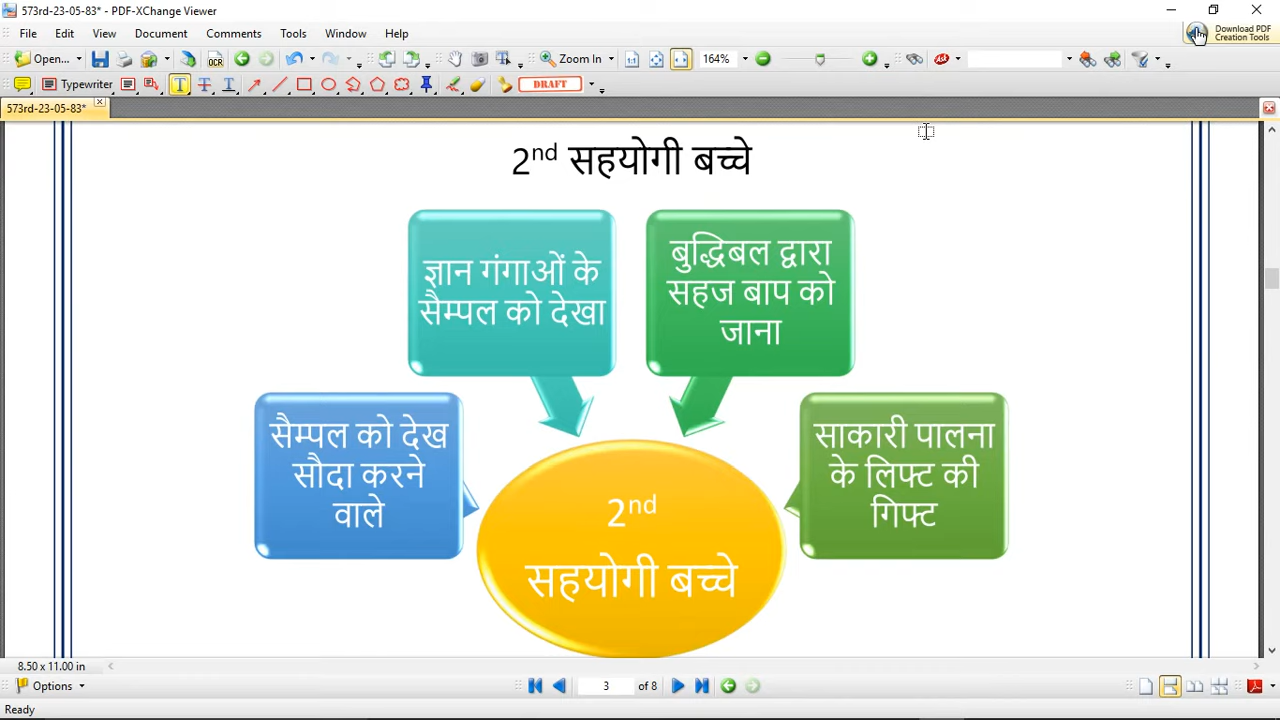 573rd-23-05-83* - PDF-XChange Viewer
File Edit View Document Comments Tools Window Help
Download PDF
Creation Tools
Open... OCR Zoom In 164%
Typewriter T T T DRAFT
573rd-23-05-83*
2nd सहयोगी बच्चे
ज्ञान गंगाओं के
सैम्पल को देखा
बुद्धिबल द्वारा
सहज बाप को
जाना
सैम्पल को देख
सौदा करने
वाले
साकारी पालना
के लिफ्ट की
गिफ्ट
2nd
सहयोगी बच्चे
8.50 x 11.00 in
Options 3 of 8
Ready